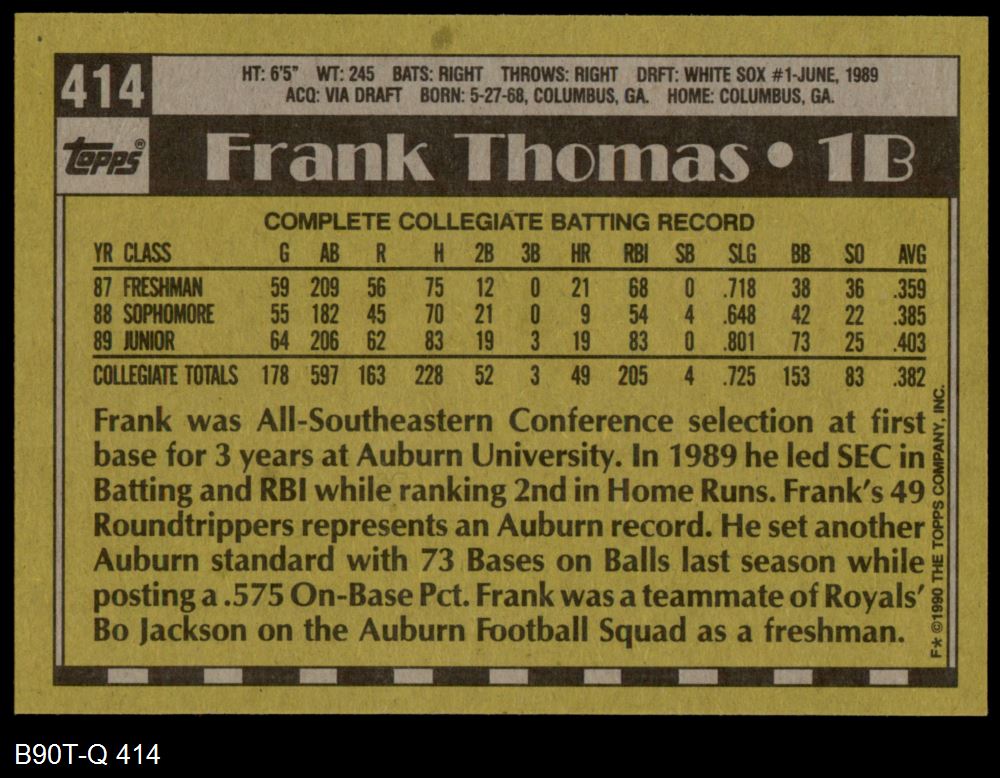 414
HT: 6'5" WT: 245 BATS: RIGHT THROWS: RIGHT DRFT: WHITE SOX #1-JUNE, 1989
ACQ: VIA DRAFT BORN: 5-27-68, COLUMBUS, GA. HOME: COLUMBUS, GA.
Topps®
Frank Thomas • 1B
COMPLETE COLLEGIATE BATTING RECORD
YR CLASS G AB R H 2B 3B HR RBI SB SLG BB SO AVG
87 FRESHMAN 59 209 56 75 12 0 21 68 0 .718 38 36 .359
88 SOPHOMORE 55 182 45 70 21 0 9 54 4 .648 42 22 .385
89 JUNIOR 64 206 62 83 19 3 19 83 0 .801 73 25 .403
COLLEGIATE TOTALS 178 597 163 228 52 3 49 205 4 .725 153 83 .382
Frank was All-Southeastern Conference selection at first
base for 3 years at Auburn University. In 1989 he led SEC in
Batting and RBI while ranking 2nd in Home Runs. Frank's 49
Roundtrippers represents an Auburn record. He set another
Auburn standard with 73 Bases on Balls last season while
posting a .575 On-Base Pct. Frank was a teammate of Royals'
Bo Jackson on the Auburn Football Squad as a freshman.
F* ©1990 THE TOPPS COMPANY, INC.
B90T-Q 414